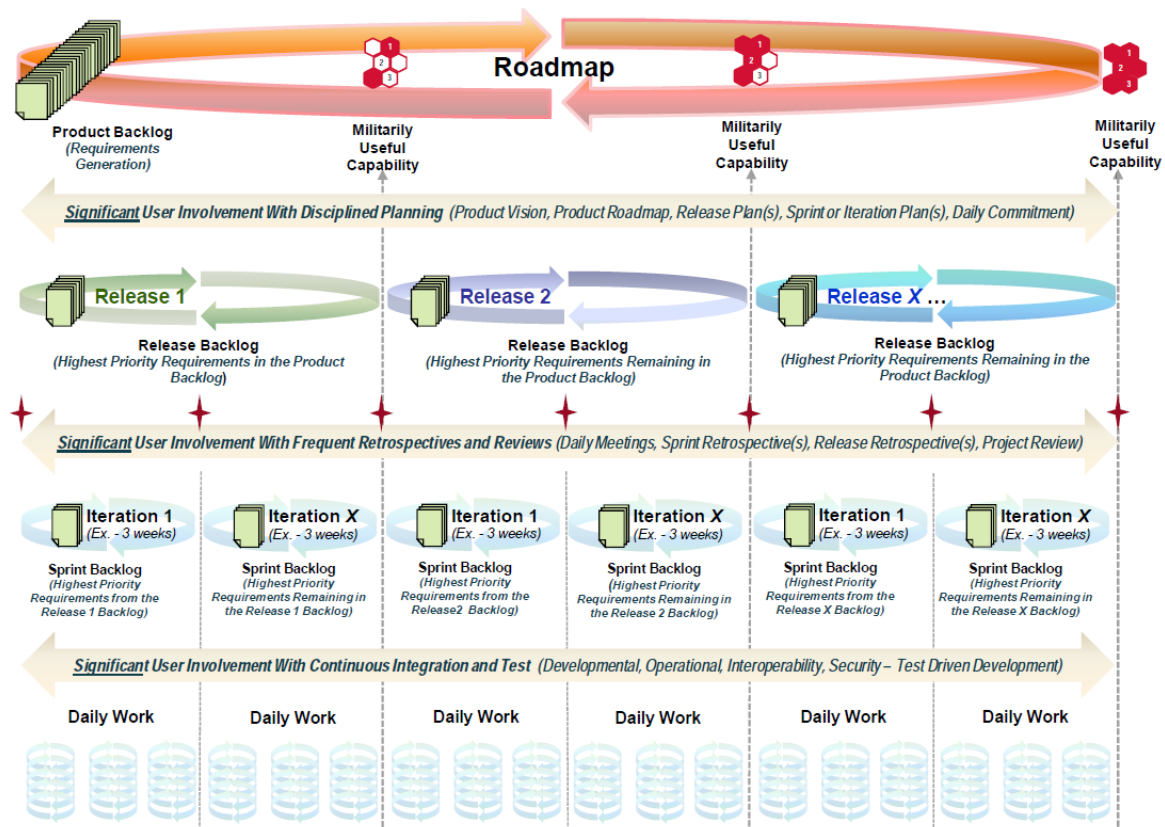 1
2
3
1
2
3
1
2
3
Roadmap
Product Backlog
(Requirements
Generation)
Militarily
Useful
Capability
Militarily
Useful
Capability
Militarily
Useful
Capability
Significant User Involvement With Disciplined Planning (Product Vision, Product Roadmap, Release Plan(s), Sprint or Iteration Plan(s), Daily Commitment)
Release 1
Release 2
Release X ...
Release Backlog
(Highest Priority Requirements in the Product
Backlog)
Release Backlog
(Highest Priority Requirements Remaining in
the Product Backlog)
Release Backlog
(Highest Priority Requirements Remaining in the
Product Backlog)
Significant User Involvement With Frequent Retrospectives and Reviews (Daily Meetings, Sprint Retrospective(s), Release Retrospective(s), Project Review)
Iteration 1
(Ex. - 3 weeks)
Sprint Backlog
(Highest Priority
Requirements from the
Release 1 Backlog)
Iteration X
(Ex. - 3 weeks)
Sprint Backlog
(Highest Priority
Requirements Remaining in
the Release 1 Backlog)
Iteration 1
(Ex. - 3 weeks)
Sprint Backlog
(Highest Priority
Requirements from the
Release2 Backlog)
Iteration X
(Ex. - 3 weeks)
Sprint Backlog
(Highest Priority
Requirements Remaining in
the Release 2 Backlog)
Iteration 1
(Ex. - 3 weeks)
Sprint Backlog
(Highest Priority
Requirements from the
Release X Backlog)
Iteration X
(Ex. - 3 weeks)
Sprint Backlog
(Highest Priority
Requirements Remaining in
the Release X Backlog)
Significant User Involvement With Continuous Integration and Test (Developmental, Operational, Interoperability, Security – Test Driven Development)
Daily Work
Daily Work
Daily Work
Daily Work
Daily Work
Daily Work